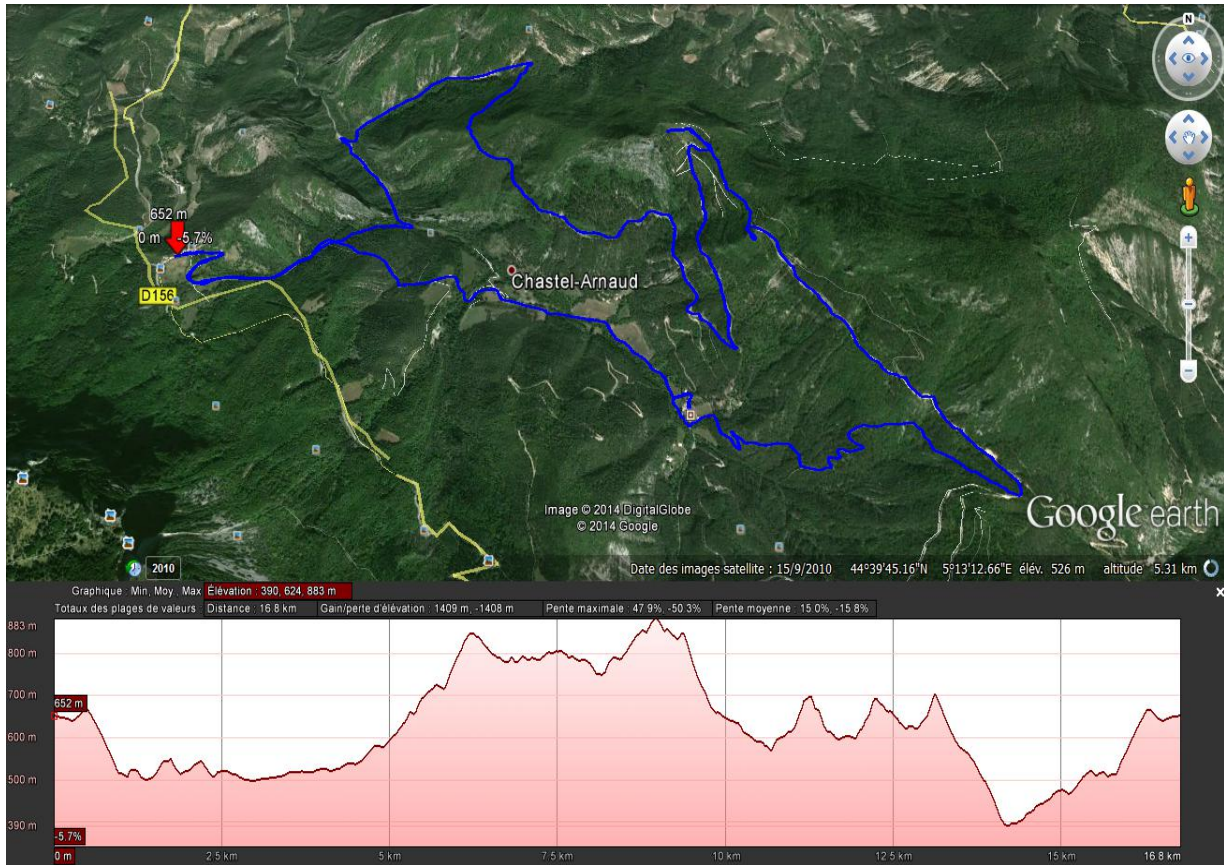 N
652 m
0 m -5.7%
Chastel-Arnaud
D156
Image © 2014 DigitalGlobe
© 2014 Google
Google earth
2010
Date des images satellite : 15/9/2010 44°39'45.16"N 5°13'12.66"E élév. 526 m altitude 5.31 km
Graphique : Min, Moy., Max Élévation : 390, 624, 883 m
Totaux des plages de valeurs Distance : 16.8 km Gain/perte d'élévation : 1409 m, -1408 m Pente maximale : 47.9%, -50.3% Pente moyenne : 15.0%, -15.8%
883 m
800 m
700 m
652 m
600 m
500 m
390 m
-5.7%
0 m 2.5 km 5 km 7.5 km 10 km 12.5 km 15 km 16.8 km